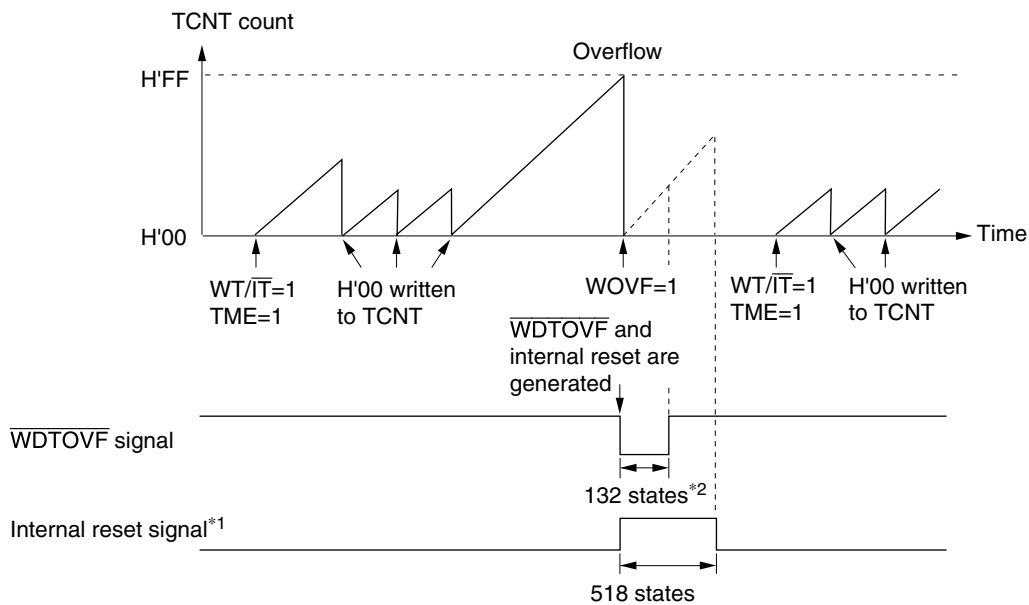 TCNT count
Overflow
H'FF
H'00
Time
WT/IT=1
TME=1
H'00 written
to TCNT
WOVF=1
WT/IT=1
TME=1
H'00 written
to TCNT
WDTOVF and
internal reset are
generated
WDTOVF signal
132 states*2
Internal reset signal*1
518 states